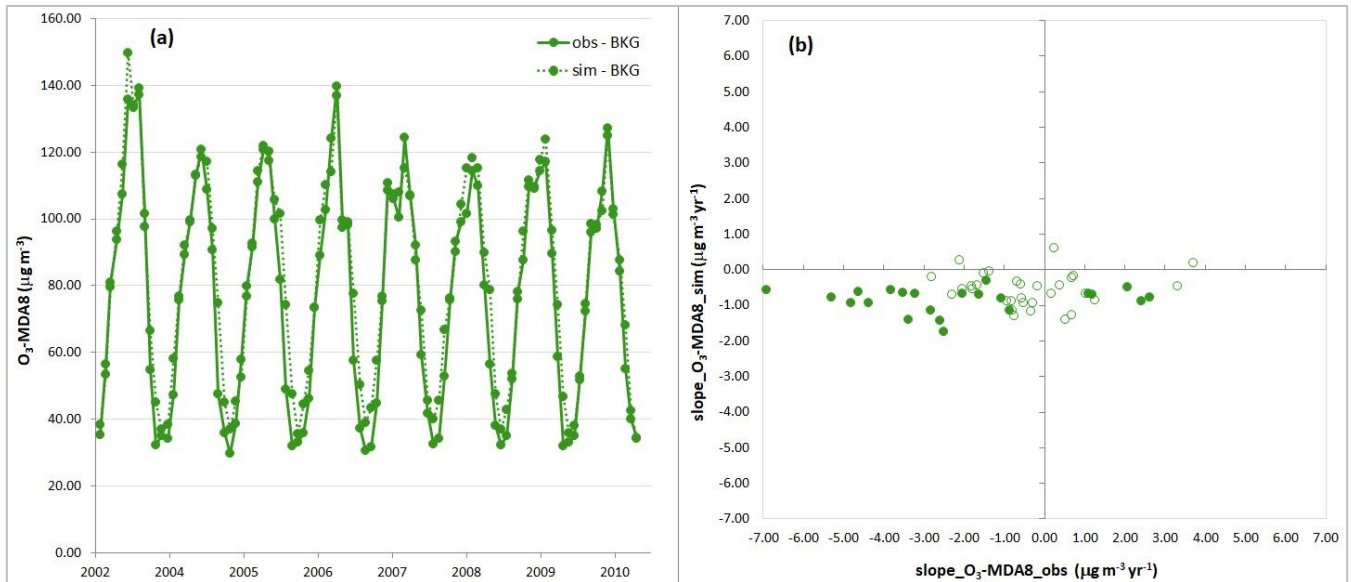 (a)
obs - BKG
sim - BKG
160.00
140.00
120.00
100.00
80.00
60.00
40.00
20.00
0.00
O₃-MDA8 (µg m⁻³)
2002 2004 2005 2006 2007 2008 2009 2010
(b)
7.00
6.00
5.00
4.00
3.00
2.00
1.00
0.00
-1.00
-2.00
-3.00
-4.00
-5.00
-6.00
-7.00
slope_O₃-MDA8_sim (µg m⁻³ yr⁻¹)
-7.00 -6.00 -5.00 -4.00 -3.00 -2.00 -1.00 0.00 1.00 2.00 3.00 4.00 5.00 6.00 7.00
slope_O₃-MDA8_obs (µg m⁻³ yr⁻¹)